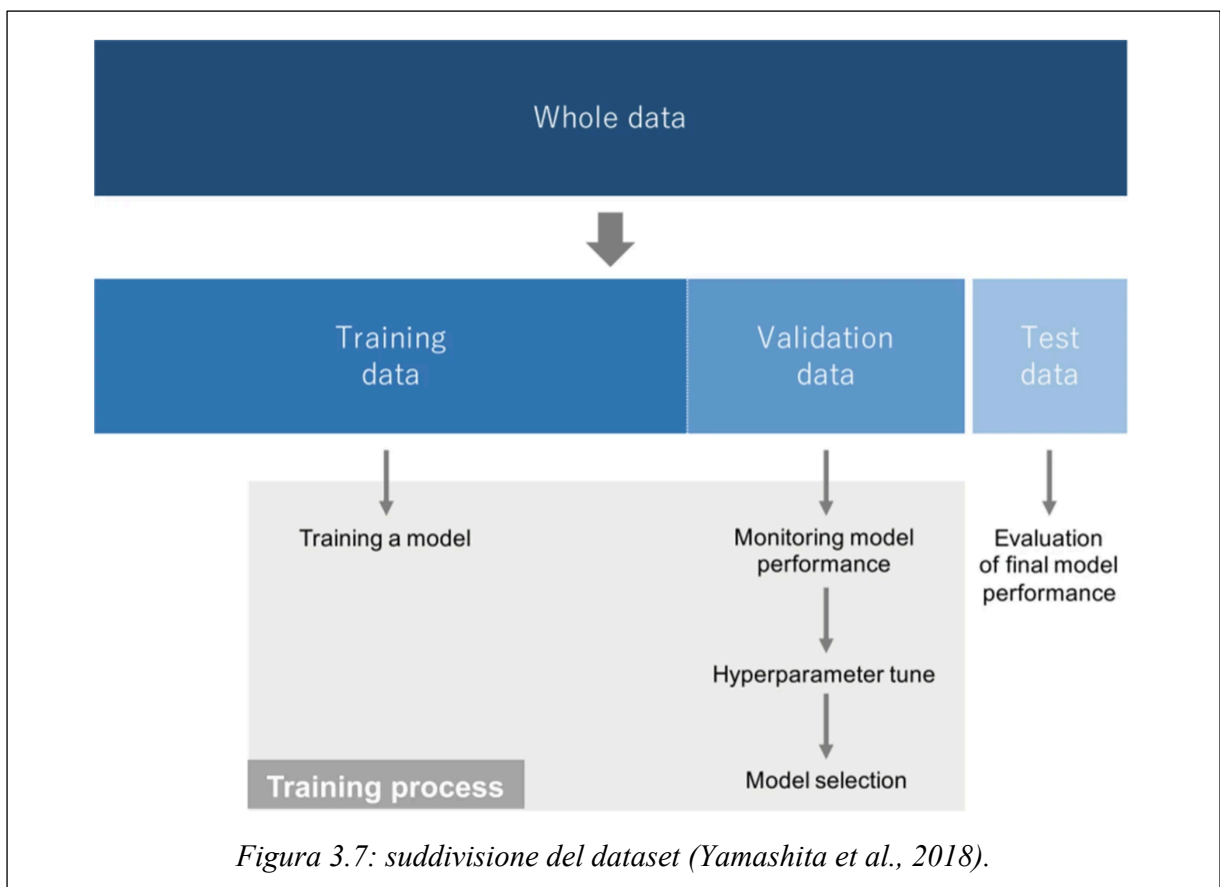 Whole data
Training
data
Validation
data
Test
data
Training a model
Monitoring model
performance
Evaluation
of final model
performance
Hyperparameter tune
Model selection
Training process
Figura 3.7: suddivisione del dataset (Yamashita et al., 2018).